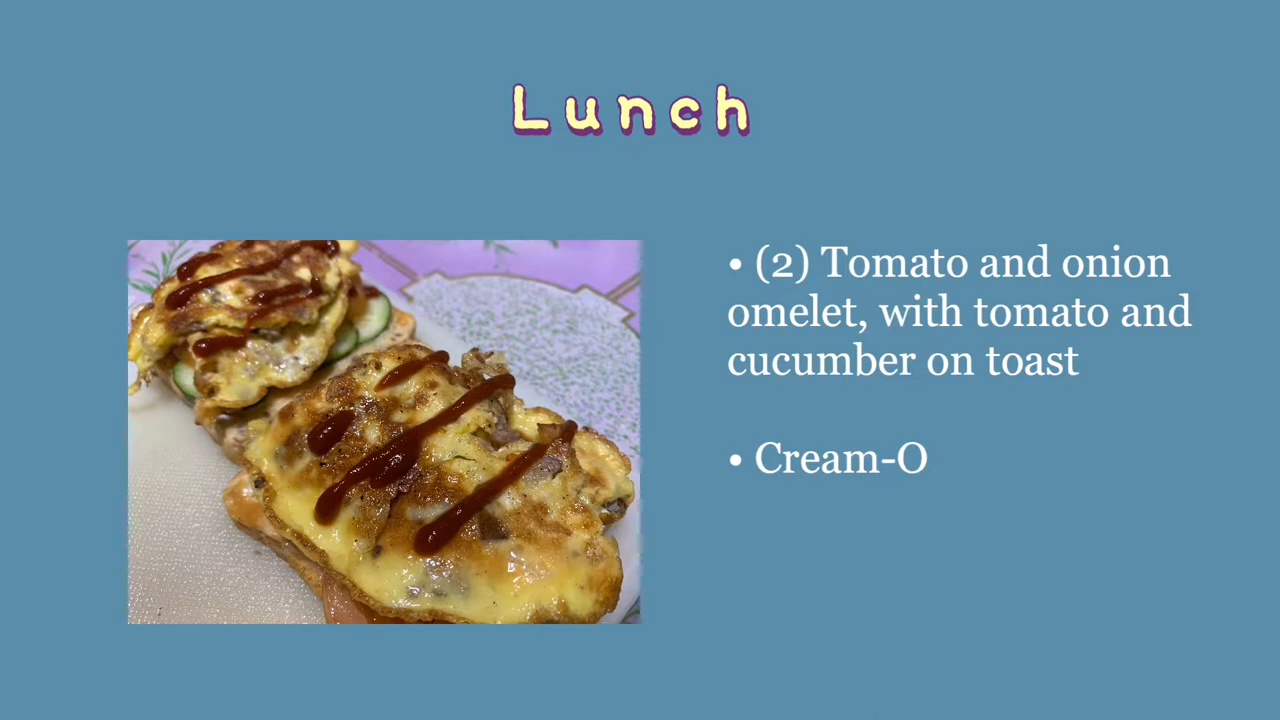 Lunch
• (2) Tomato and onion
omelet, with tomato and
cucumber on toast
• Cream-O